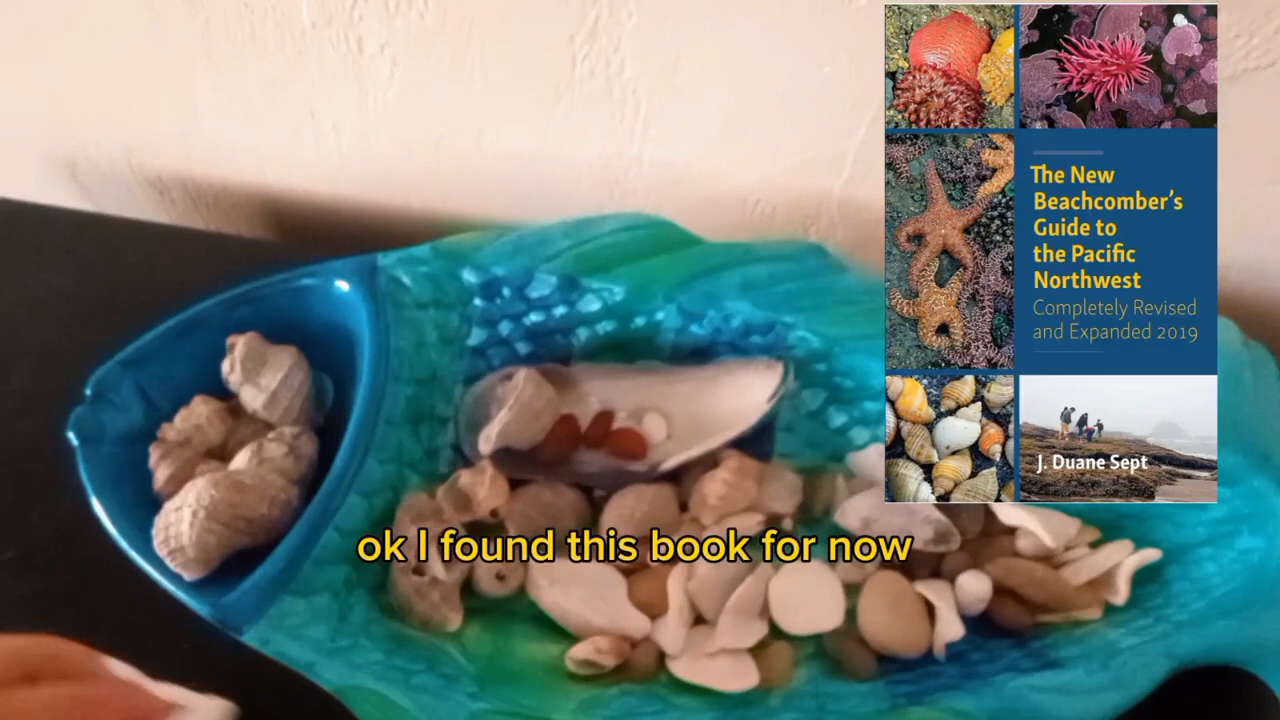 The New
Beachcomber's
Guide to
the Pacific
Northwest
Completely Revised
and Expanded 2019
J. Duane Sept
ok I found this book for now